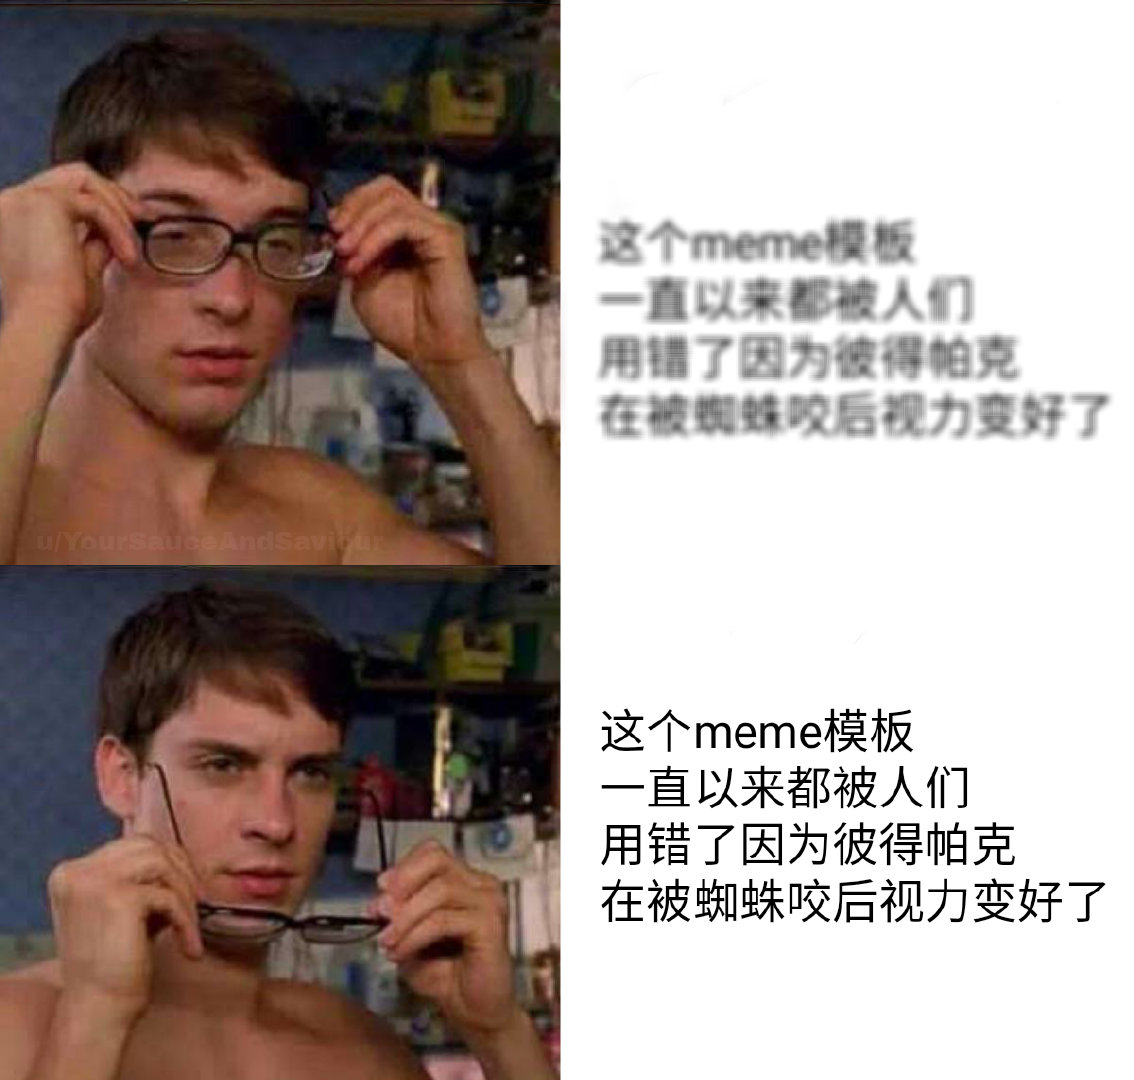 这个meme模板
一直以来都被人们
用错了因为彼得帕克
在被蜘蛛咬后视力变好了
u/YourSauceAndSaviour
这个meme模板
一直以来都被人们
用错了因为彼得帕克
在被蜘蛛咬后视力变好了